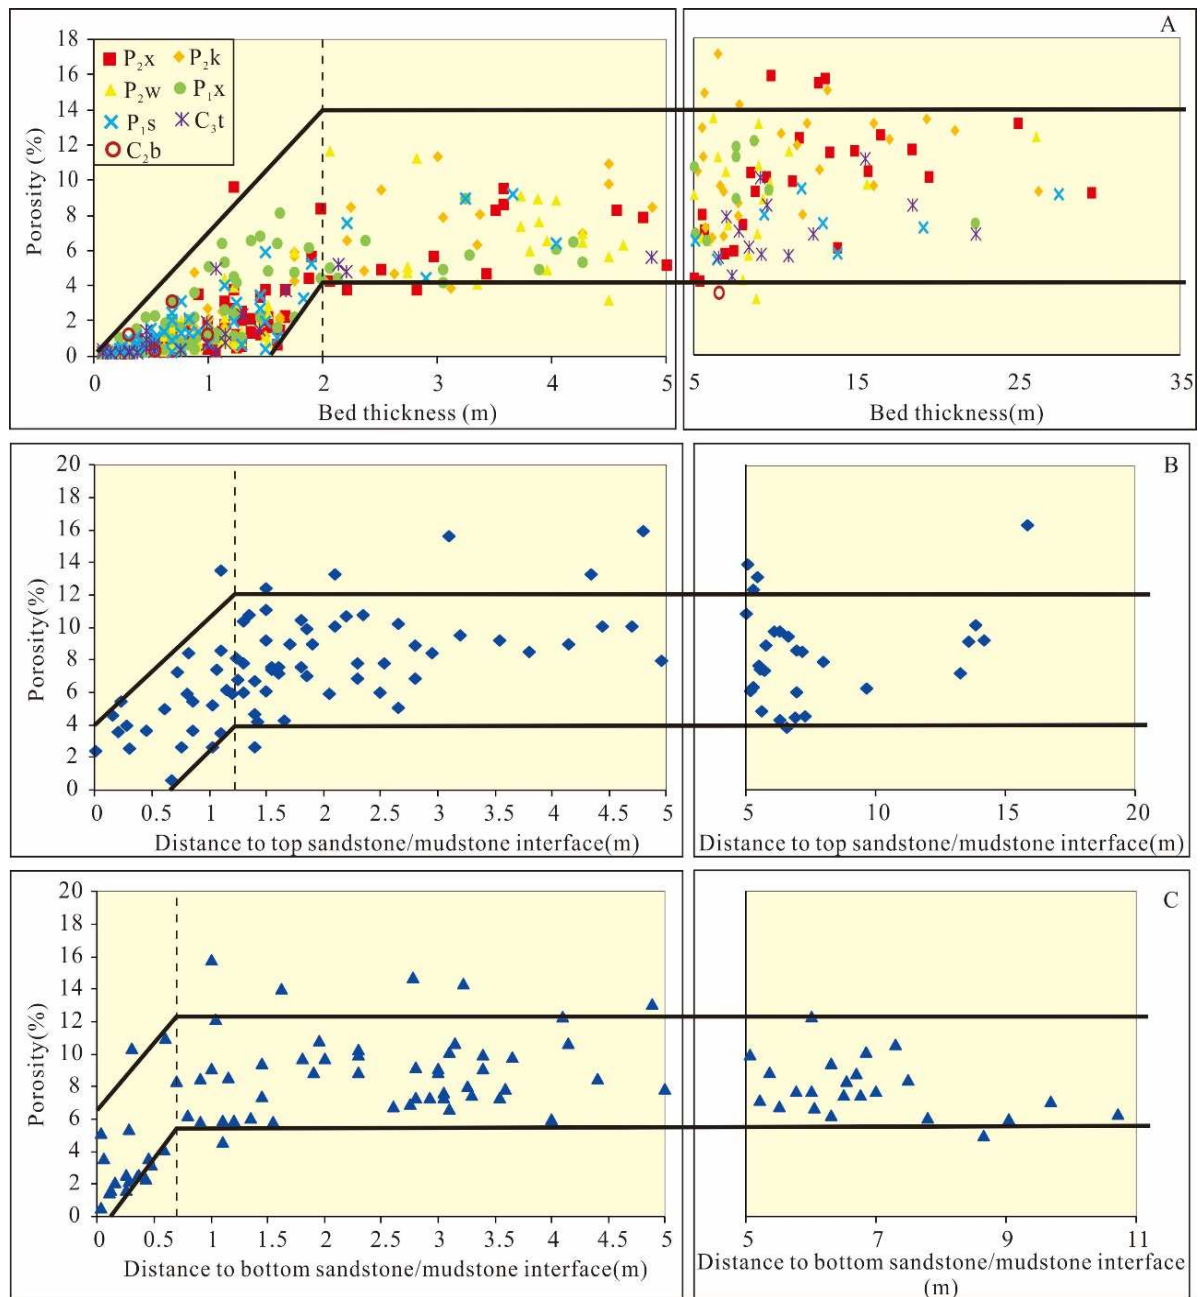 A
18
16
14
12
10
8
6
4
2
0
Porosity (%)
P₂x P₂k
P₂w P₁x
P₁s C₃t
C₂b
0 1 2 3 4 5
Bed thickness (m)
5 15 25 35
Bed thickness(m)
B
20
18
16
14
12
10
8
6
4
2
0
Porosity(%)
0 0.5 1 1.5 2 2.5 3 3.5 4 4.5 5
Distance to top sandstone/mudstone interface(m)
5 10 15 20
Distance to top sandstone/mudstone interface(m)
C
20
18
16
14
12
10
8
6
4
2
0
Porosity(%)
0 0.5 1 1.5 2 2.5 3 3.5 4 4.5 5
Distance to bottom sandstone/mudstone interface(m)
5 7 9 11
Distance to bottom sandstone/mudstone interface
(m)